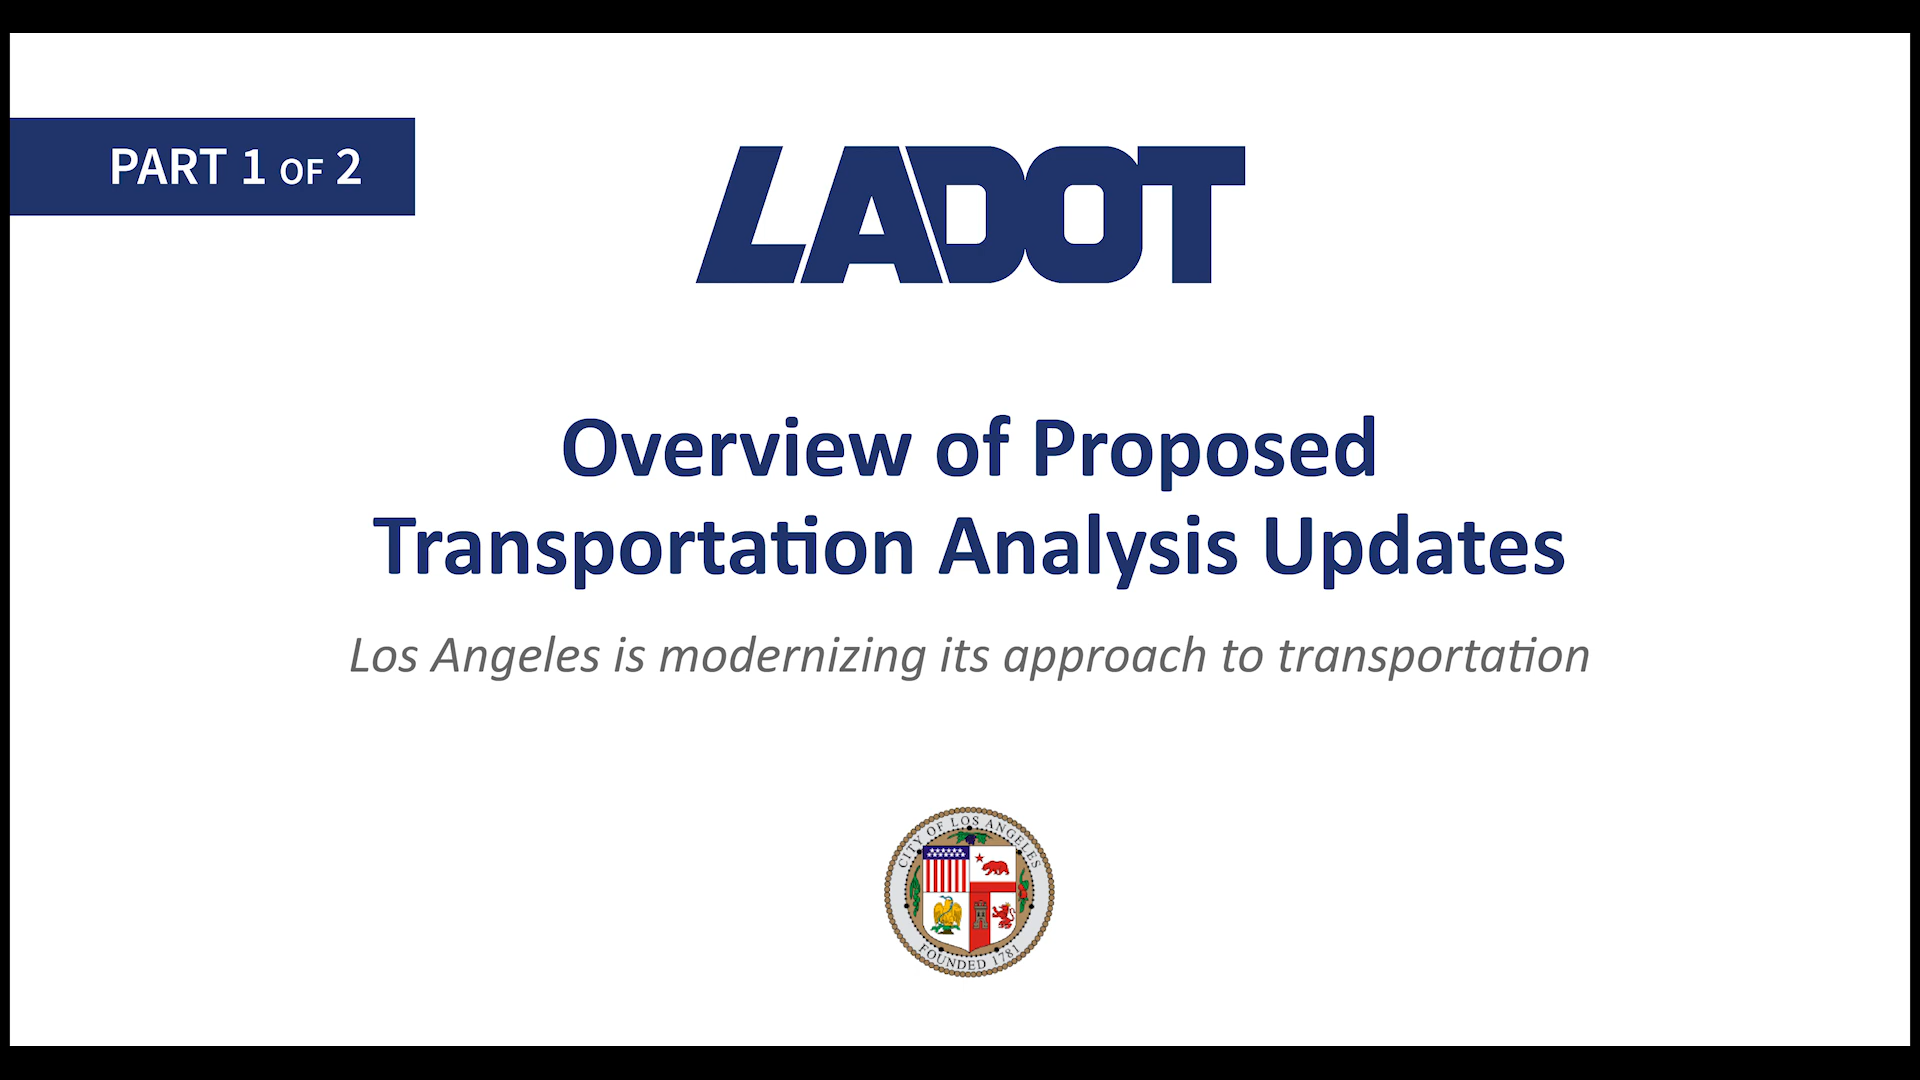 PART 1 OF 2
LADOT
Overview of Proposed
Transportation Analysis Updates
Los Angeles is modernizing its approach to transportation
CITY OF LOS ANGELES
FOUNDED 1781